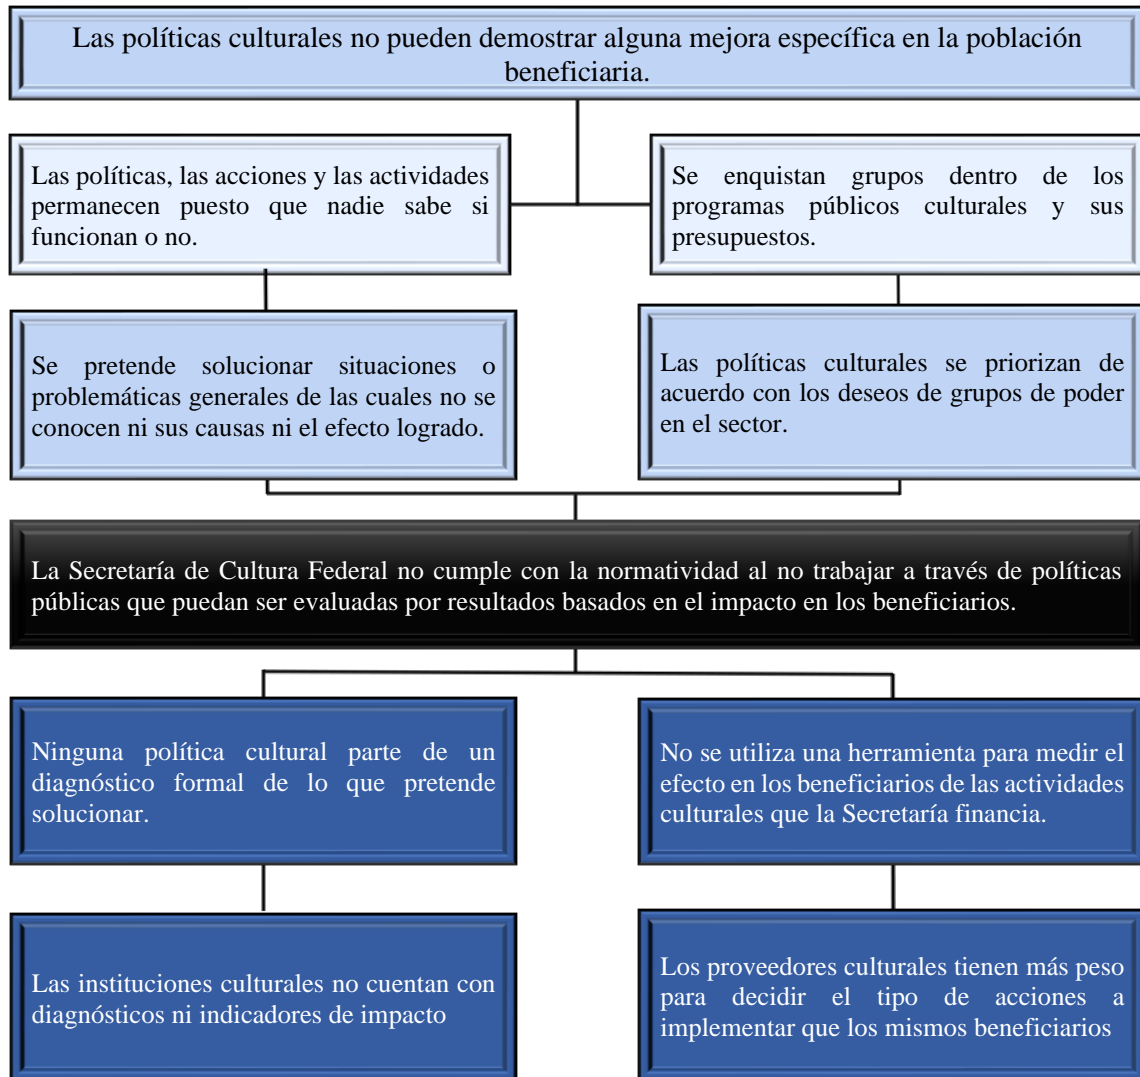 Las políticas culturales no pueden demostrar alguna mejora específica en la población
beneficiaria.
Las políticas, las acciones y las actividades
permanecen puesto que nadie sabe si
funcionan o no.
Se enquistan grupos dentro de los
programas públicos culturales y sus
presupuestos.
Se pretende solucionar situaciones o
problemáticas generales de las cuales no se
conocen ni sus causas ni el efecto logrado.
Las políticas culturales se priorizan de
acuerdo con los deseos de grupos de poder
en el sector.
La Secretaría de Cultura Federal no cumple con la normatividad al no trabajar a través de políticas
públicas que puedan ser evaluadas por resultados basados en el impacto en los beneficiarios.
Ninguna política cultural parte de un
diagnóstico formal de lo que pretende
solucionar.
No se utiliza una herramienta para medir el
efecto en los beneficiarios de las actividades
culturales que la Secretaría financia.
Las instituciones culturales no cuentan con
diagnósticos ni indicadores de impacto
Los proveedores culturales tienen más peso
para decidir el tipo de acciones a
implementar que los mismos beneficiarios